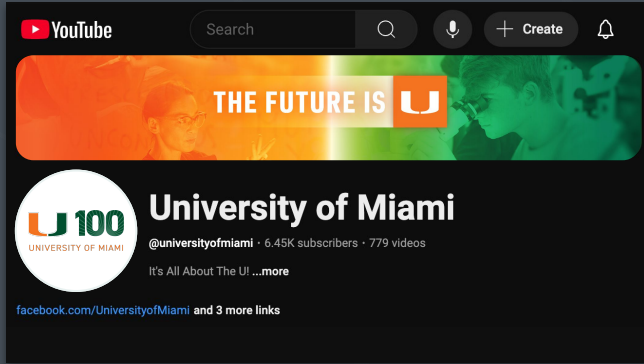 YouTube
Search
Create
THE FUTURE IS U
U 100
UNIVERSITY OF MIAMI
University of Miami
@universityofmiami · 6.45K subscribers · 779 videos
It's All About The U! ...more
facebook.com/UniversityofMiami and 3 more links